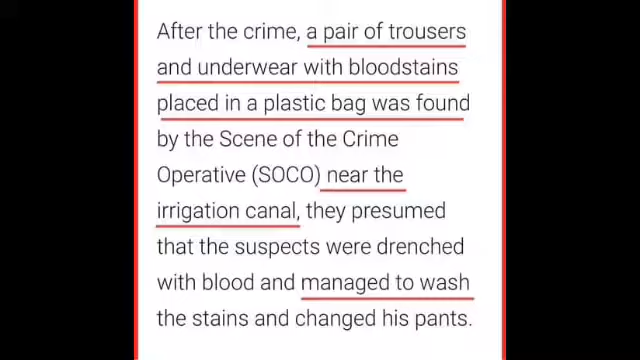 After the crime, a pair of trousers
and underwear with bloodstains
placed in a plastic bag was found
by the Scene of the Crime
Operative (SOCO) near the
irrigation canal, they presumed
that the suspects were drenched
with blood and managed to wash
the stains and changed his pants.